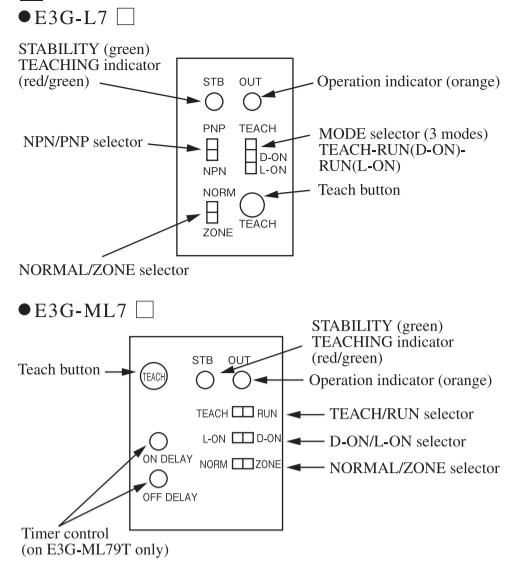 ●E3G-L7 □
STABILITY (green)
TEACHING indicator
(red/green)
STB OUT
Operation indicator (orange)
PNP TEACH
NPN/PNP selector
MODE selector (3 modes)
TEACH-RUN(D-ON)-
RUN(L-ON)
D-ON
NPN L-ON
NORM
Teach button
ZONE TEACH
NORMAL/ZONE selector
●E3G-ML7 □
STABILITY (green)
TEACHING indicator
(red/green)
STB OUT
Teach button
TEACH
Operation indicator (orange)
TEACH RUN
TEACH/RUN selector
L-ON D-ON
D-ON/L-ON selector
ON DELAY
NORM ZONE
NORMAL/ZONE selector
OFF DELAY
Timer control
(on E3G-ML79T only)